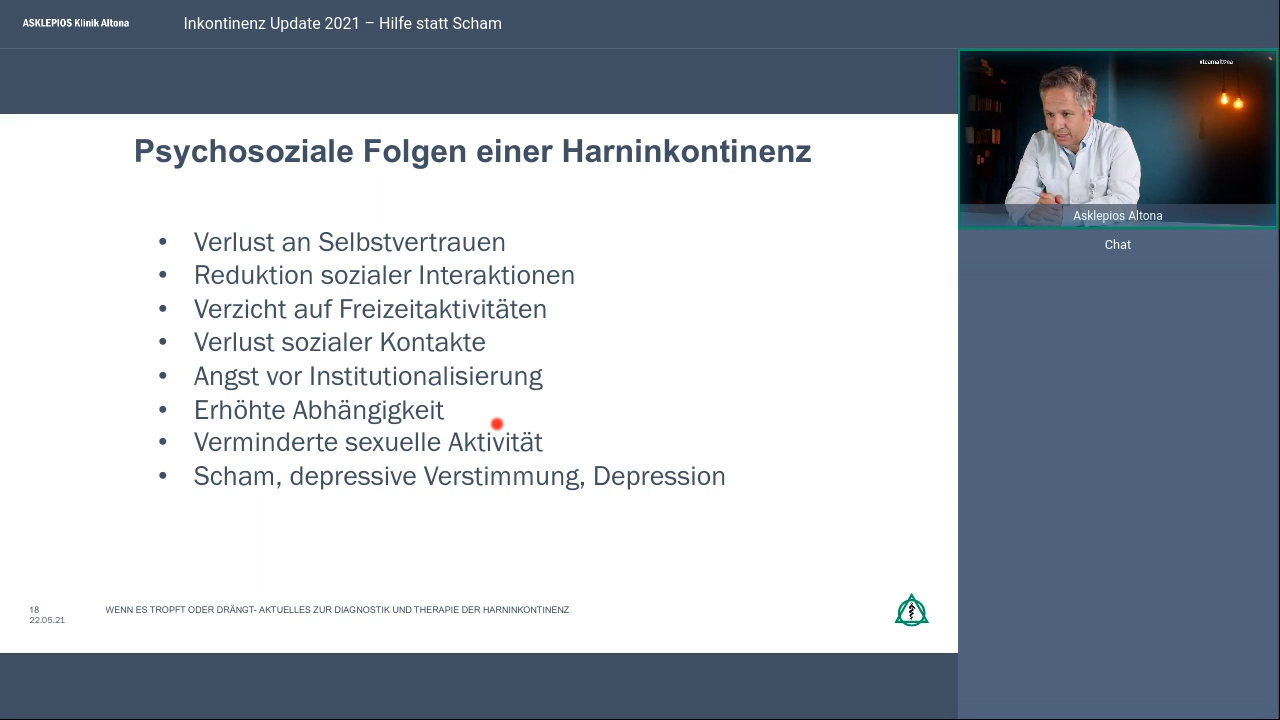 ASKLEPIOS Klinik Altona
Inkontinenz Update 2021 – Hilfe statt Scham
#teamaltona
Asklepios Altona
Chat
Psychosoziale Folgen einer Harninkontinenz
• Verlust an Selbstvertrauen
• Reduktion sozialer Interaktionen
• Verzicht auf Freizeitaktivitäten
• Verlust sozialer Kontakte
• Angst vor Institutionalisierung
• Erhöhte Abhängigkeit
• Verminderte sexuelle Aktivität
• Scham, depressive Verstimmung, Depression
18
22.05.21
WENN ES TROPFT ODER DRÄNGT- AKTUELLES ZUR DIAGNOSTIK UND THERAPIE DER HARNINKONTINENZ